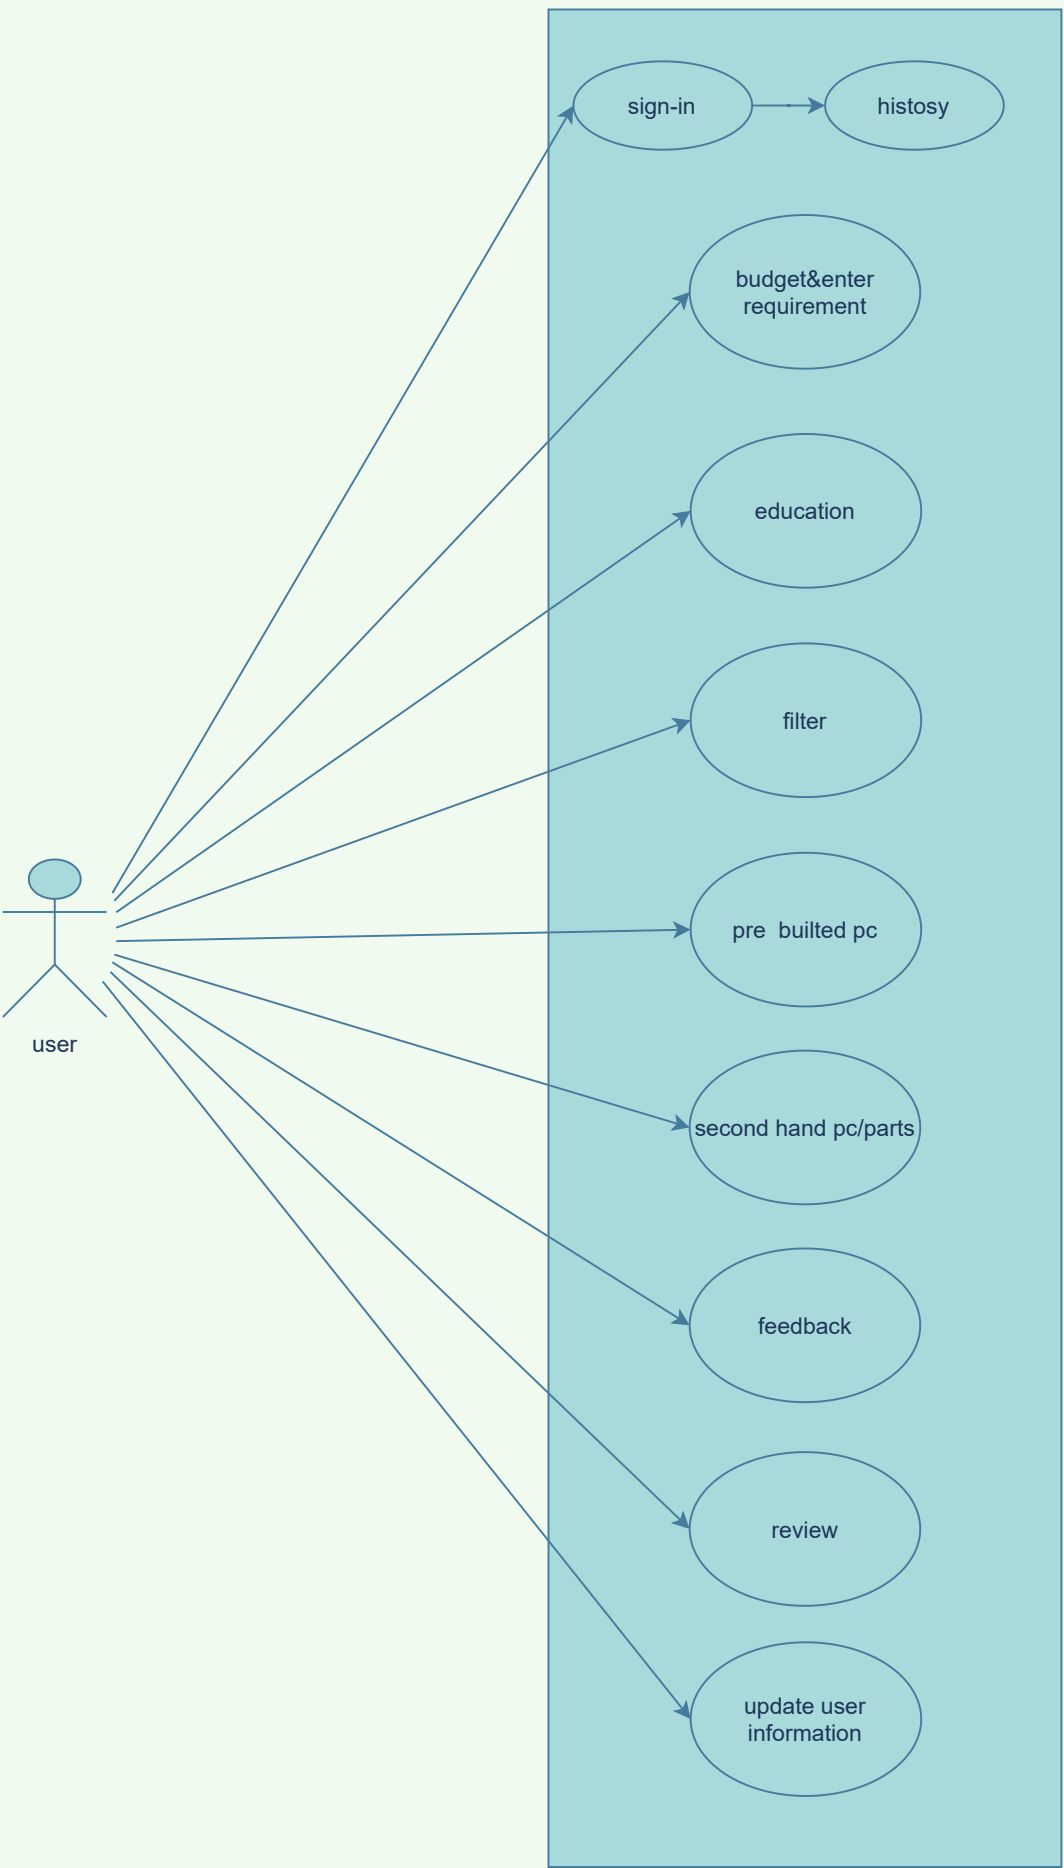 sign-in
histosy
budget&enter
requirement
education
filter
pre  builted pc
user
second hand pc/parts
feedback
review
update user
information